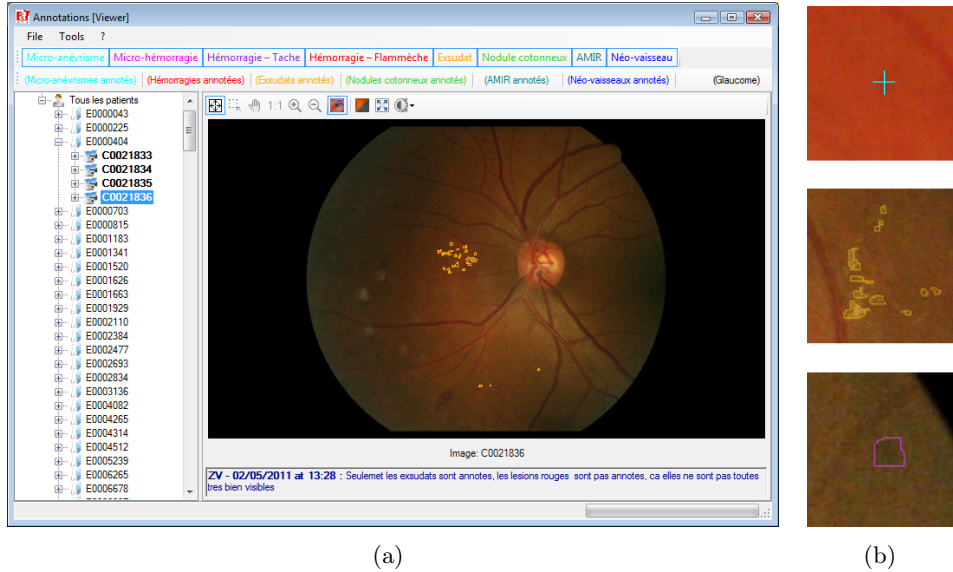 Annotations [Viewer]
File Tools ?
Micro-anévrisme Micro-hémorragie Hémorragie – Tache Hémorragie – Flammèche Exsudat Nodule cotonneux AMIR Néo-vaisseau
(Micro-anévrismes annotés) (Hémorragies annotées) (Exsudats annotés) (Nodules cotonneux annotés) (AMIR annotés) (Néo-vaisseaux annotés) (Glaucome)
Tous les patients
1:1
E0000043
E0000225
E0000404
C0021833
C0021834
C0021835
C0021836
E0000703
E0000815
E0001183
E0001341
E0001520
E0001626
E0001663
E0001929
E0002110
E0002384
E0002477
E0002693
E0002834
E0003136
E0004082
E0004265
E0004314
E0004512
E0005239
E0006265
E0006678
Image: C0021836
ZV - 02/05/2011 at 13:28 : Seulemet les exsudats sont annotes, les lesions rouges sont pas annotes, ca elles ne sont pas toutes
tres bien visibles
(a) (b)